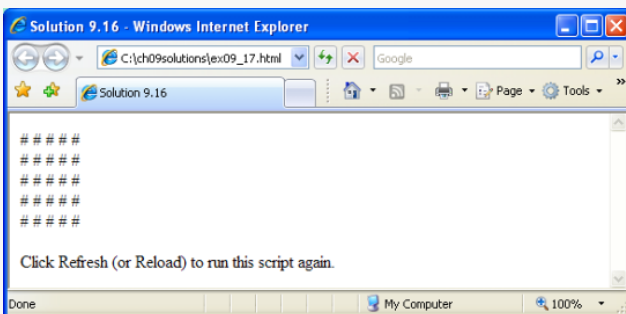 Solution 9.16 - Windows Internet Explorer
C:\ch09solutions\ex09_17.html Google
Solution 9.16 Page Tools »
# # # # #
# # # # #
# # # # #
# # # # #
# # # # #
Click Refresh (or Reload) to run this script again.
Done My Computer 100%